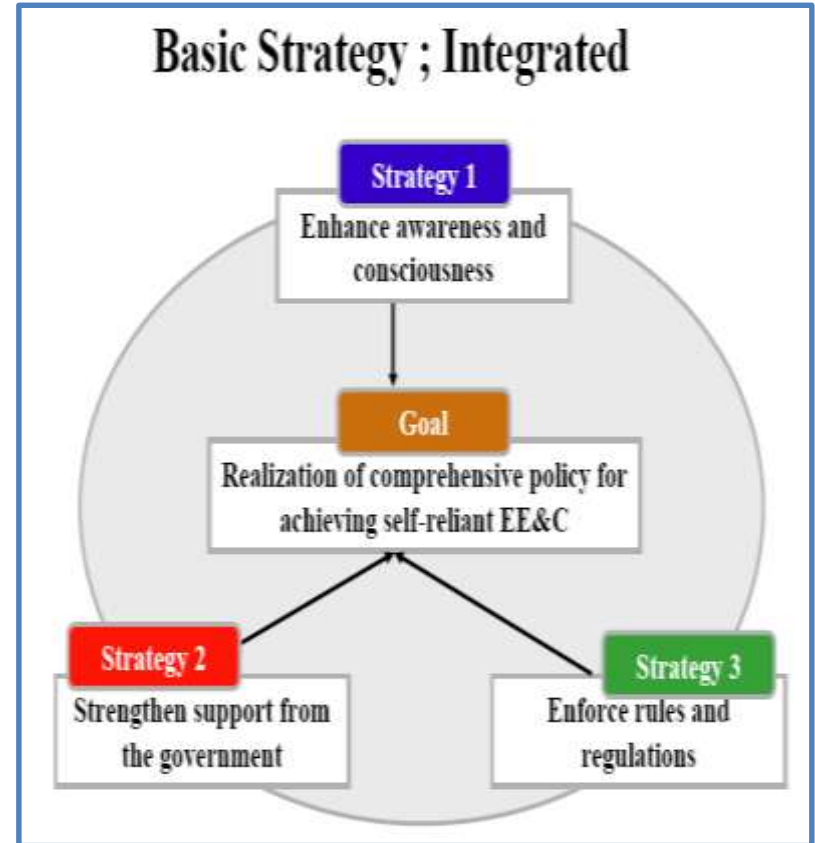 Basic Strategy ; Integrated
Strategy 1
Enhance awareness and
consciousness
Goal
Realization of comprehensive policy for
achieving self-reliant EE&C
Strategy 2
Strengthen support from
the government
Strategy 3
Enforce rules and
regulations